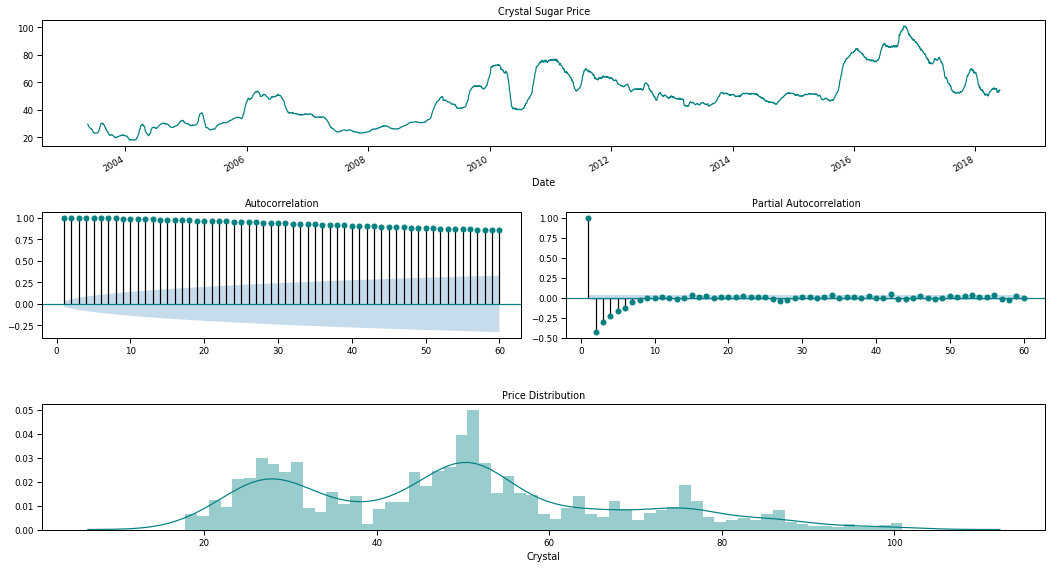 Crystal Sugar Price
100
80
60
40
20
2004 2006 2008 2010 2012 2014 2016 2018
Date
Autocorrelation Partial Autocorrelation
1.00 1.00
0.75 0.75
0.50 0.50
0.25 0.25
0.00 0.00
−0.25 −0.25
−0.50
0 10 20 30 40 50 60 0 10 20 30 40 50 60
Price Distribution
0.05
0.04
0.03
0.02
0.01
0.00
20 40 60 80 100
Crystal